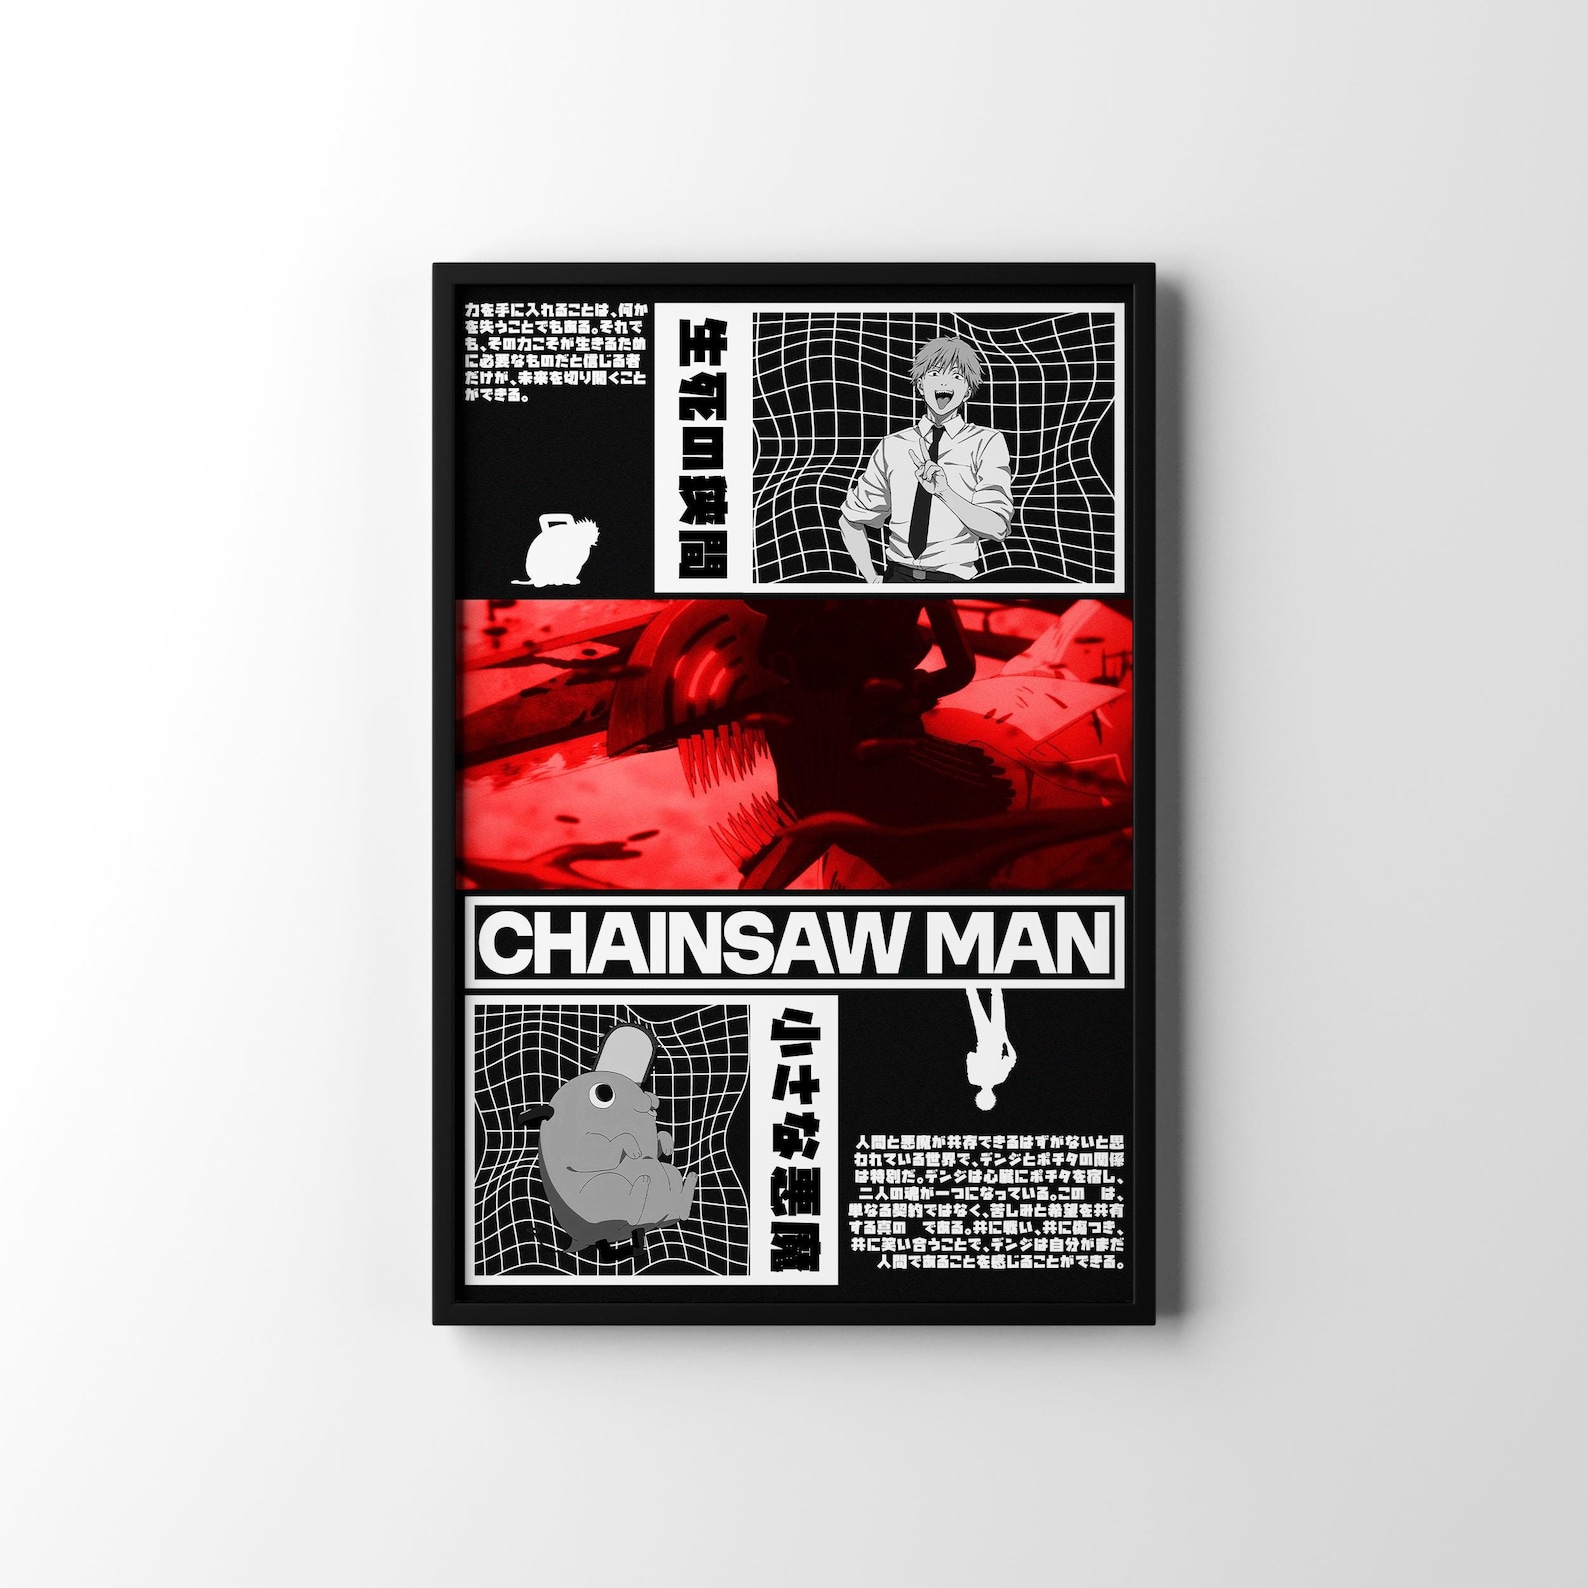 力を手に入れることは、何か
を失うことでもある。それで
も、その力こそが生きるため
に必要なものだと信じる者
だけが、未来を切り開くこと
ができる。
生死の狭間
CHAINSAW MAN
小さな悪魔
人間と悪魔が共存できるはずがないと思
われている世界で、デンジとポチタの関係
は特別だ。デンジは心臓にポチタを宿し、
二人の魂が一つになっている。この は、
単なる契約ではなく、苦しみと希望を共有
する真の である。共に戦い、共に傷つき、
共に笑い合うことで、デンジは自分がまだ
人間であることを感じることができる。